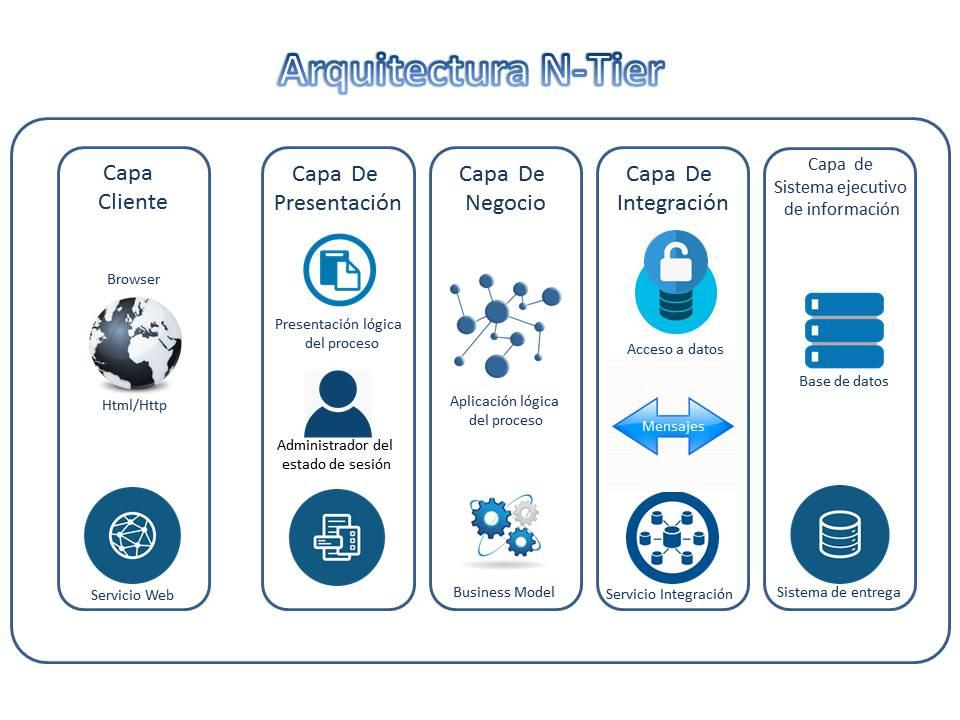 Arquitectura N-Tier
Capa
Cliente
Browser
Html/Http
Servicio Web
Capa De
Presentación
Presentación lógica
del proceso
Administrador del
estado de sesión
Capa De
Negocio
Aplicación lógica
del proceso
Business Model
Capa De
Integración
Acceso a datos
Mensajes
Servicio Integración
Capa de
Sistema ejecutivo
de información
Base de datos
Sistema de entrega